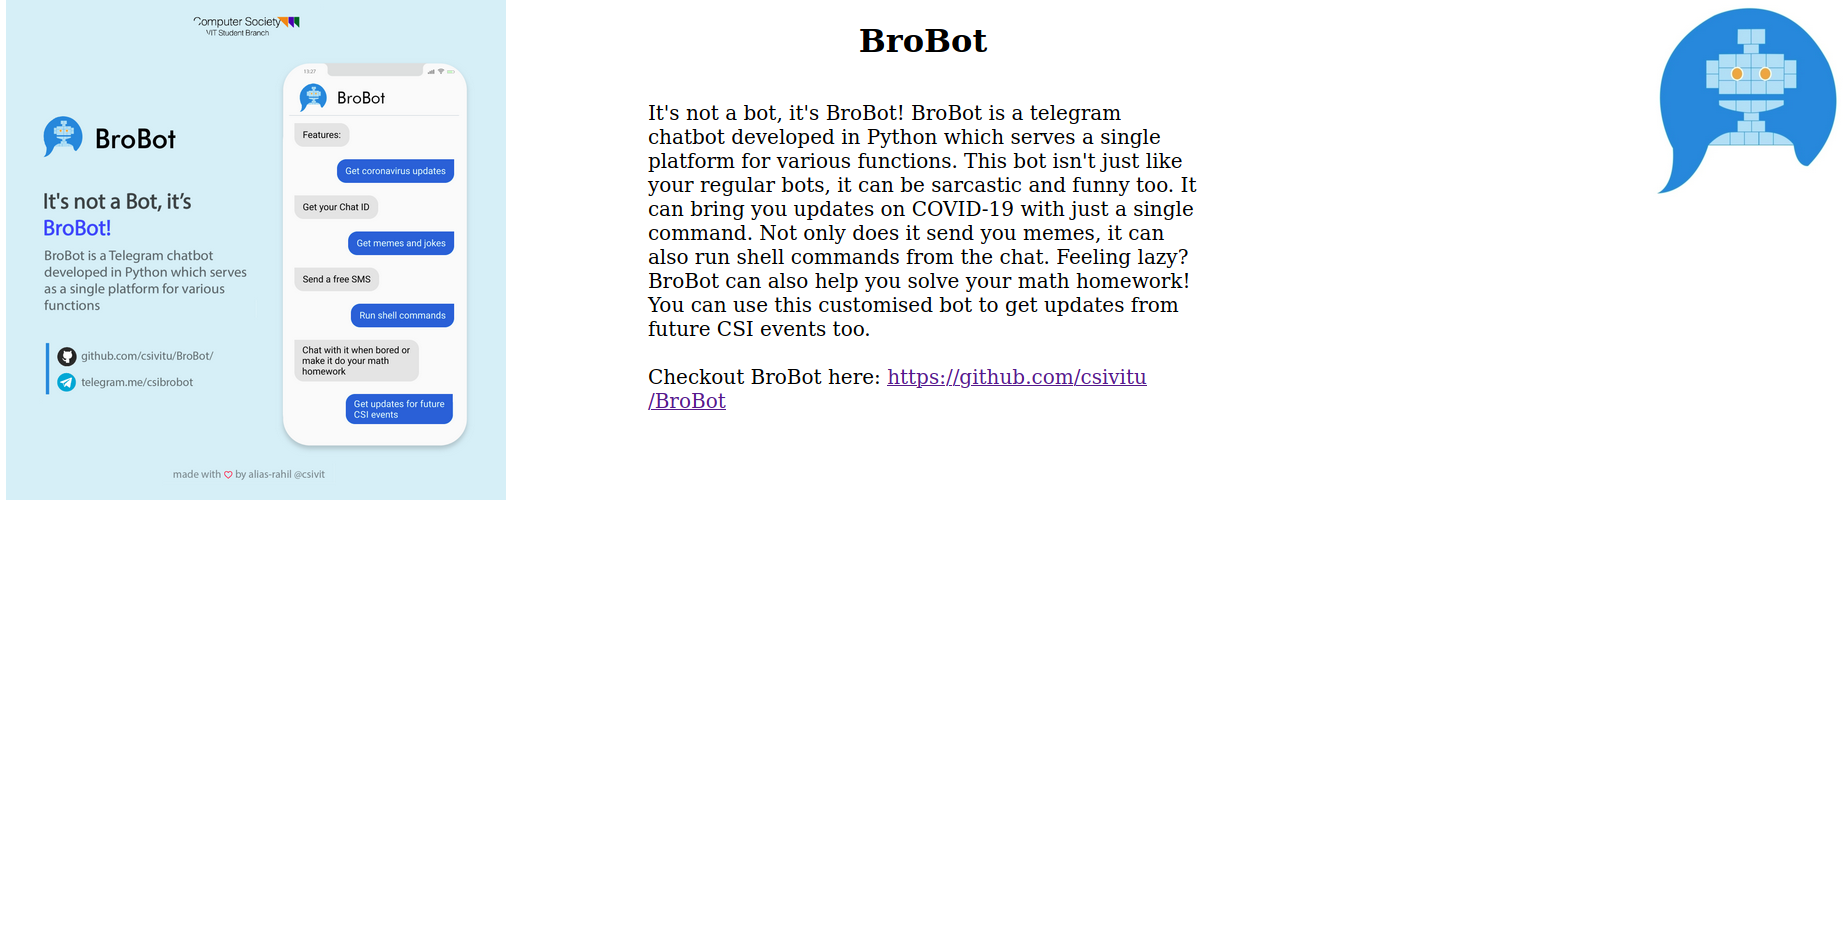 Computer Society
VIT Student Branch
BroBot
It's not a Bot, it's
BroBot!
BroBot is a Telegram chatbot
developed in Python which serves
as a single platform for various
functions
github.com/csivitu/BroBot/
telegram.me/csibrobot
13:27
BroBot
Features:
Get coronavirus updates
Get your Chat ID
Get memes and jokes
Send a free SMS
Run shell commands
Chat with it when bored or
make it do your math
homework
Get updates for future
CSI events
made with ♡ by alias-rahil @csivit
BroBot
It's not a bot, it's BroBot! BroBot is a telegram
chatbot developed in Python which serves a single
platform for various functions. This bot isn't just like
your regular bots, it can be sarcastic and funny too. It
can bring you updates on COVID-19 with just a single
command. Not only does it send you memes, it can
also run shell commands from the chat. Feeling lazy?
BroBot can also help you solve your math homework!
You can use this customised bot to get updates from
future CSI events too.
Checkout BroBot here: https://github.com/csivitu
/BroBot